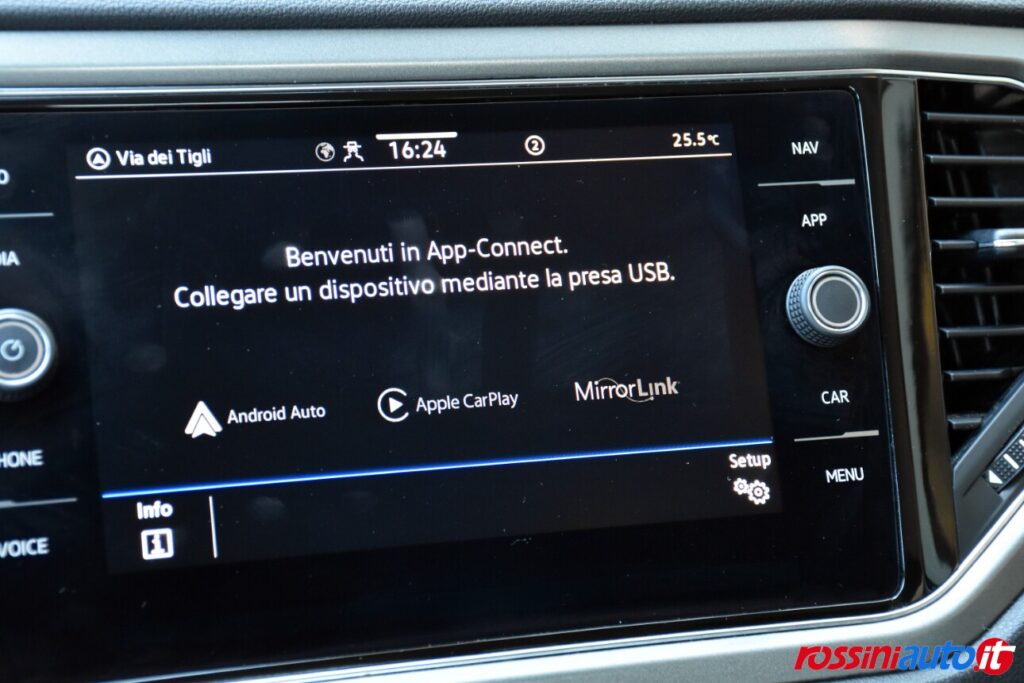 Via dei Tigli
16:24
2
25.5°C
Benvenuti in App-Connect.
Collegare un dispositivo mediante la presa USB.
Android Auto
Apple CarPlay
MirrorLink
Info
Setup
NAV
APP
CAR
MENU
VOICE
rossiniauto.it